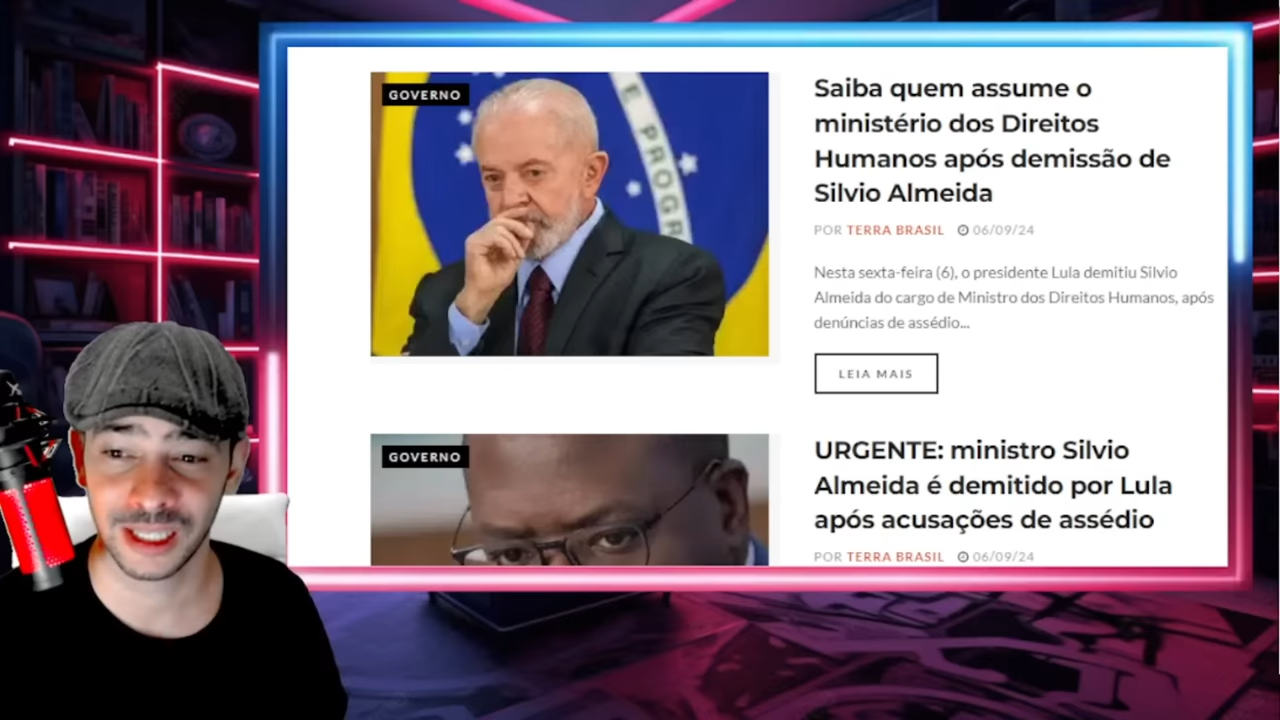 GOVERNO
E PROGR
Saiba quem assume o
ministério dos Direitos
Humanos após demissão de
Silvio Almeida
POR TERRA BRASIL 06/09/24
Nesta sexta-feira (6), o presidente Lula demitiu Silvio
Almeida do cargo de Ministro dos Direitos Humanos, após
denúncias de assédio...
LEIA MAIS
GOVERNO
URGENTE: ministro Silvio
Almeida é demitido por Lula
após acusações de assédio
POR TERRA BRASIL 06/09/24